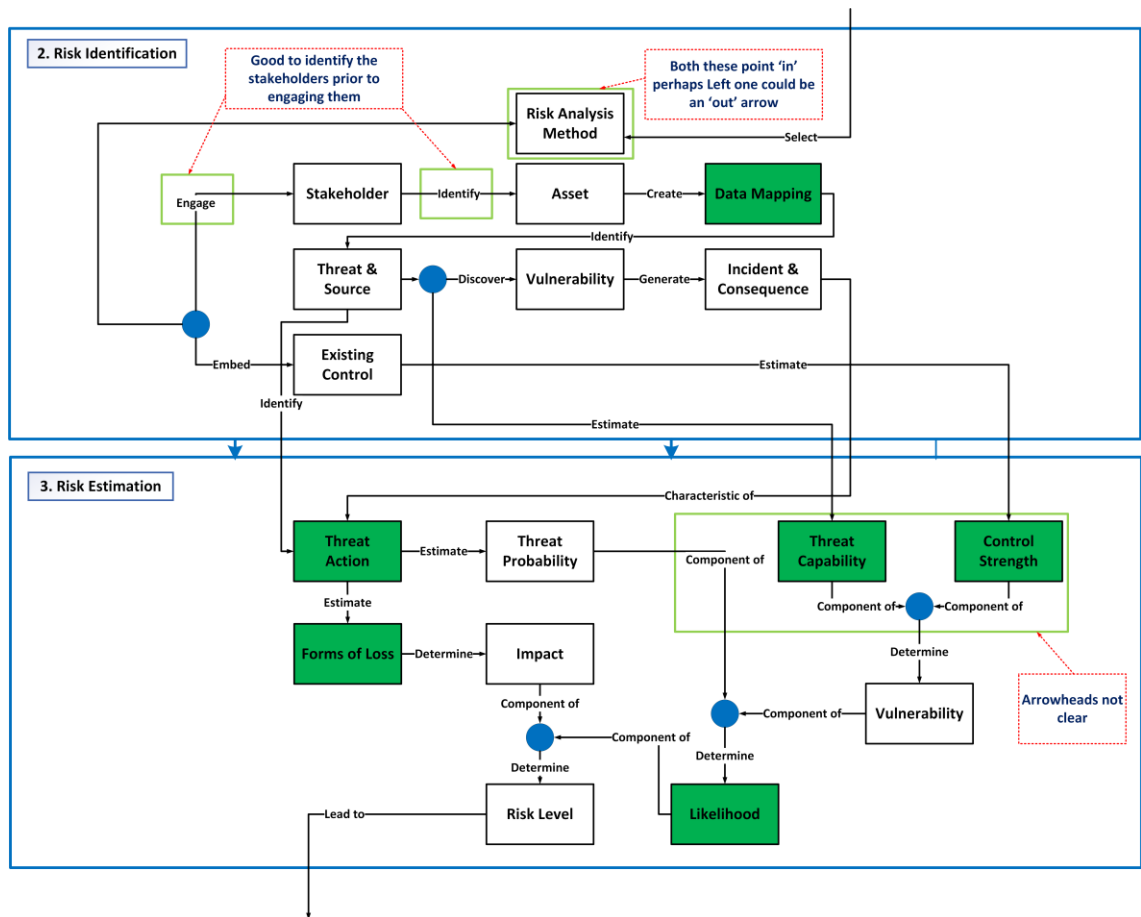 2. Risk Identification
Good to identify the
stakeholders prior to
engaging them
Both these point ‘in’
perhaps Left one could be
an ‘out’ arrow
Risk Analysis
Method
Select
Engage
Stakeholder
Identify
Asset
Create
Data Mapping
Identify
Threat &
Source
Discover
Vulnerability
Generate
Incident &
Consequence
Embed
Existing
Control
Estimate
Identify
Estimate
3. Risk Estimation
Characteristic of
Threat
Action
Estimate
Threat
Probability
Component of
Threat
Capability
Control
Strength
Estimate
Component of
Component of
Forms of Loss
Determine
Impact
Determine
Component of
Component of
Vulnerability
Arrowheads not
clear
Component of
Determine
Determine
Lead to
Risk Level
Likelihood